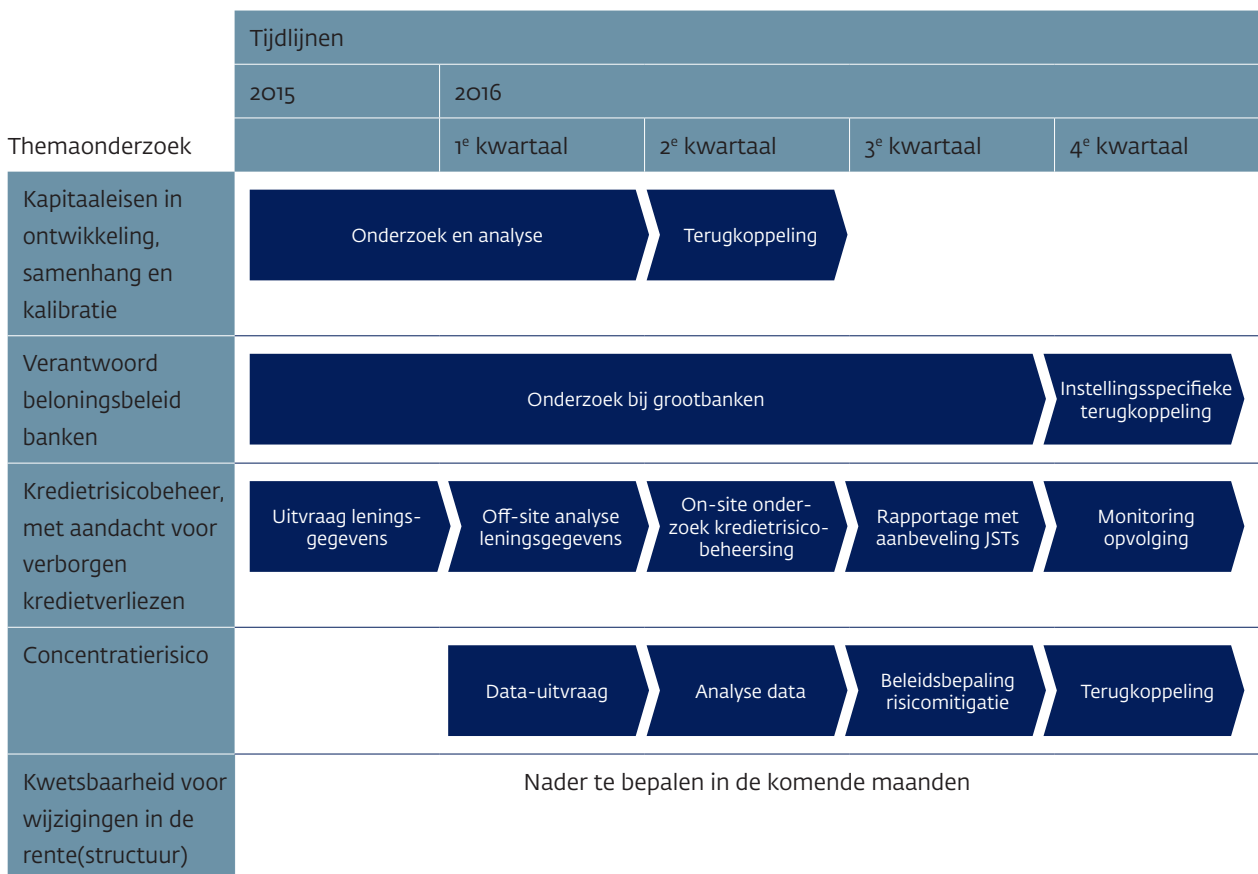 Tijdlijnen
2015
2016
Themaonderzoek
1e kwartaal
2e kwartaal
3e kwartaal
4e kwartaal
Kapitaaleisen in
ontwikkeling,
samenhang en
kalibratie
Onderzoek en analyse
Terugkoppeling
Verantwoord
beloningsbeleid
banken
Onderzoek bij grootbanken
Instellingsspecifieke
terugkoppeling
Kredietrisicobeheer,
met aandacht voor
verborgen
kredietverliezen
Uitvraag lenings-
gegevens
Off-site analyse
leningsgegevens
On-site onder-
zoek kredietrisico-
beheersing
Rapportage met
aanbeveling JSTs
Monitoring
opvolging
Concentratierisico
Data-uitvraag
Analyse data
Beleidsbepaling
risicomitigatie
Terugkoppeling
Kwetsbaarheid voor
wijzigingen in de
rente(structuur)
Nader te bepalen in de komende maanden